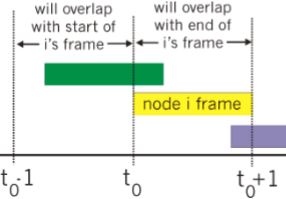 will overlap
with start of
i's frame
will overlap
with end of
i's frame
node i frame
t0-1
t0
t0+1